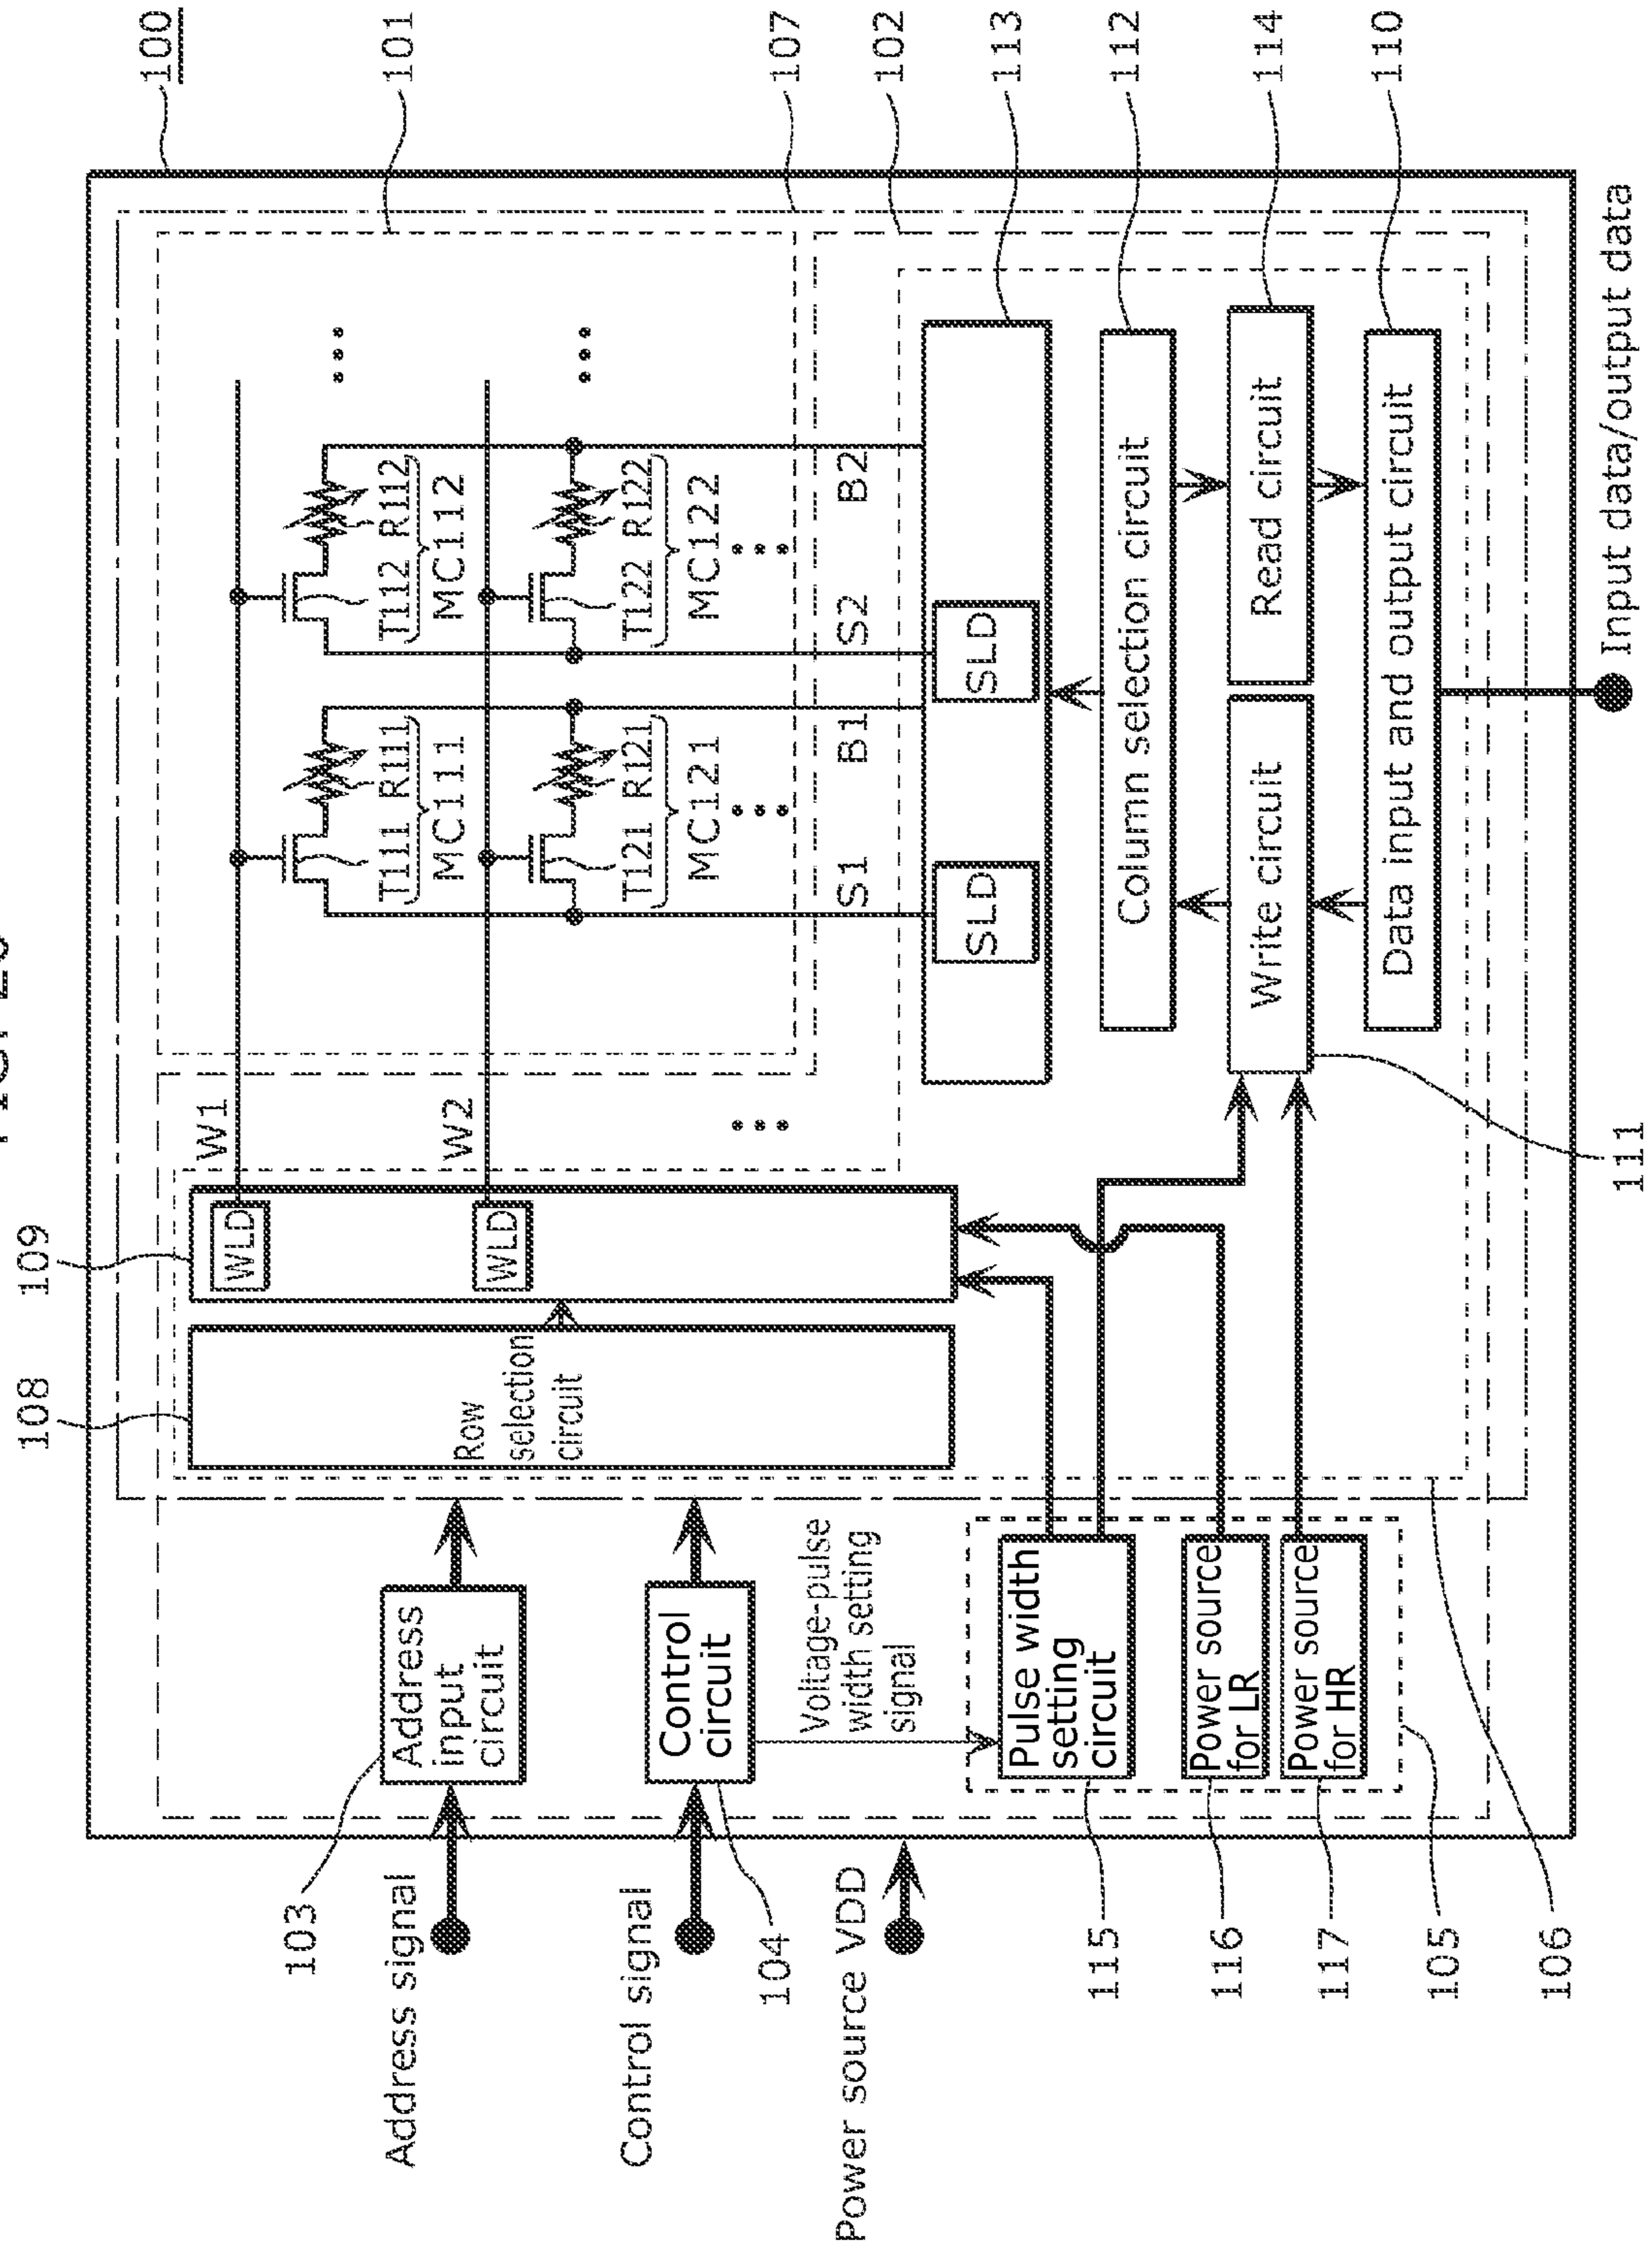 100
101
107
102
113
112
114
110
109
108
W1
W2
WLD
WLD
Row
selection
circuit
T111 R111
MC111
T112 R112
MC112
T121 R121
MC121
T122 R122
MC122
S1
B1
S2
B2
SLD
SLD
Column selection circuit
Write circuit
Read circuit
Data input and output circuit
Input data/output data
111
Address signal
103
Address
input
circuit
Control signal
104
Control
circuit
Voltage-pulse
width setting
signal
Power source VDD
Pulse width
setting
circuit
Power source
for LR
Power source
for HR
115
116
117
105
106